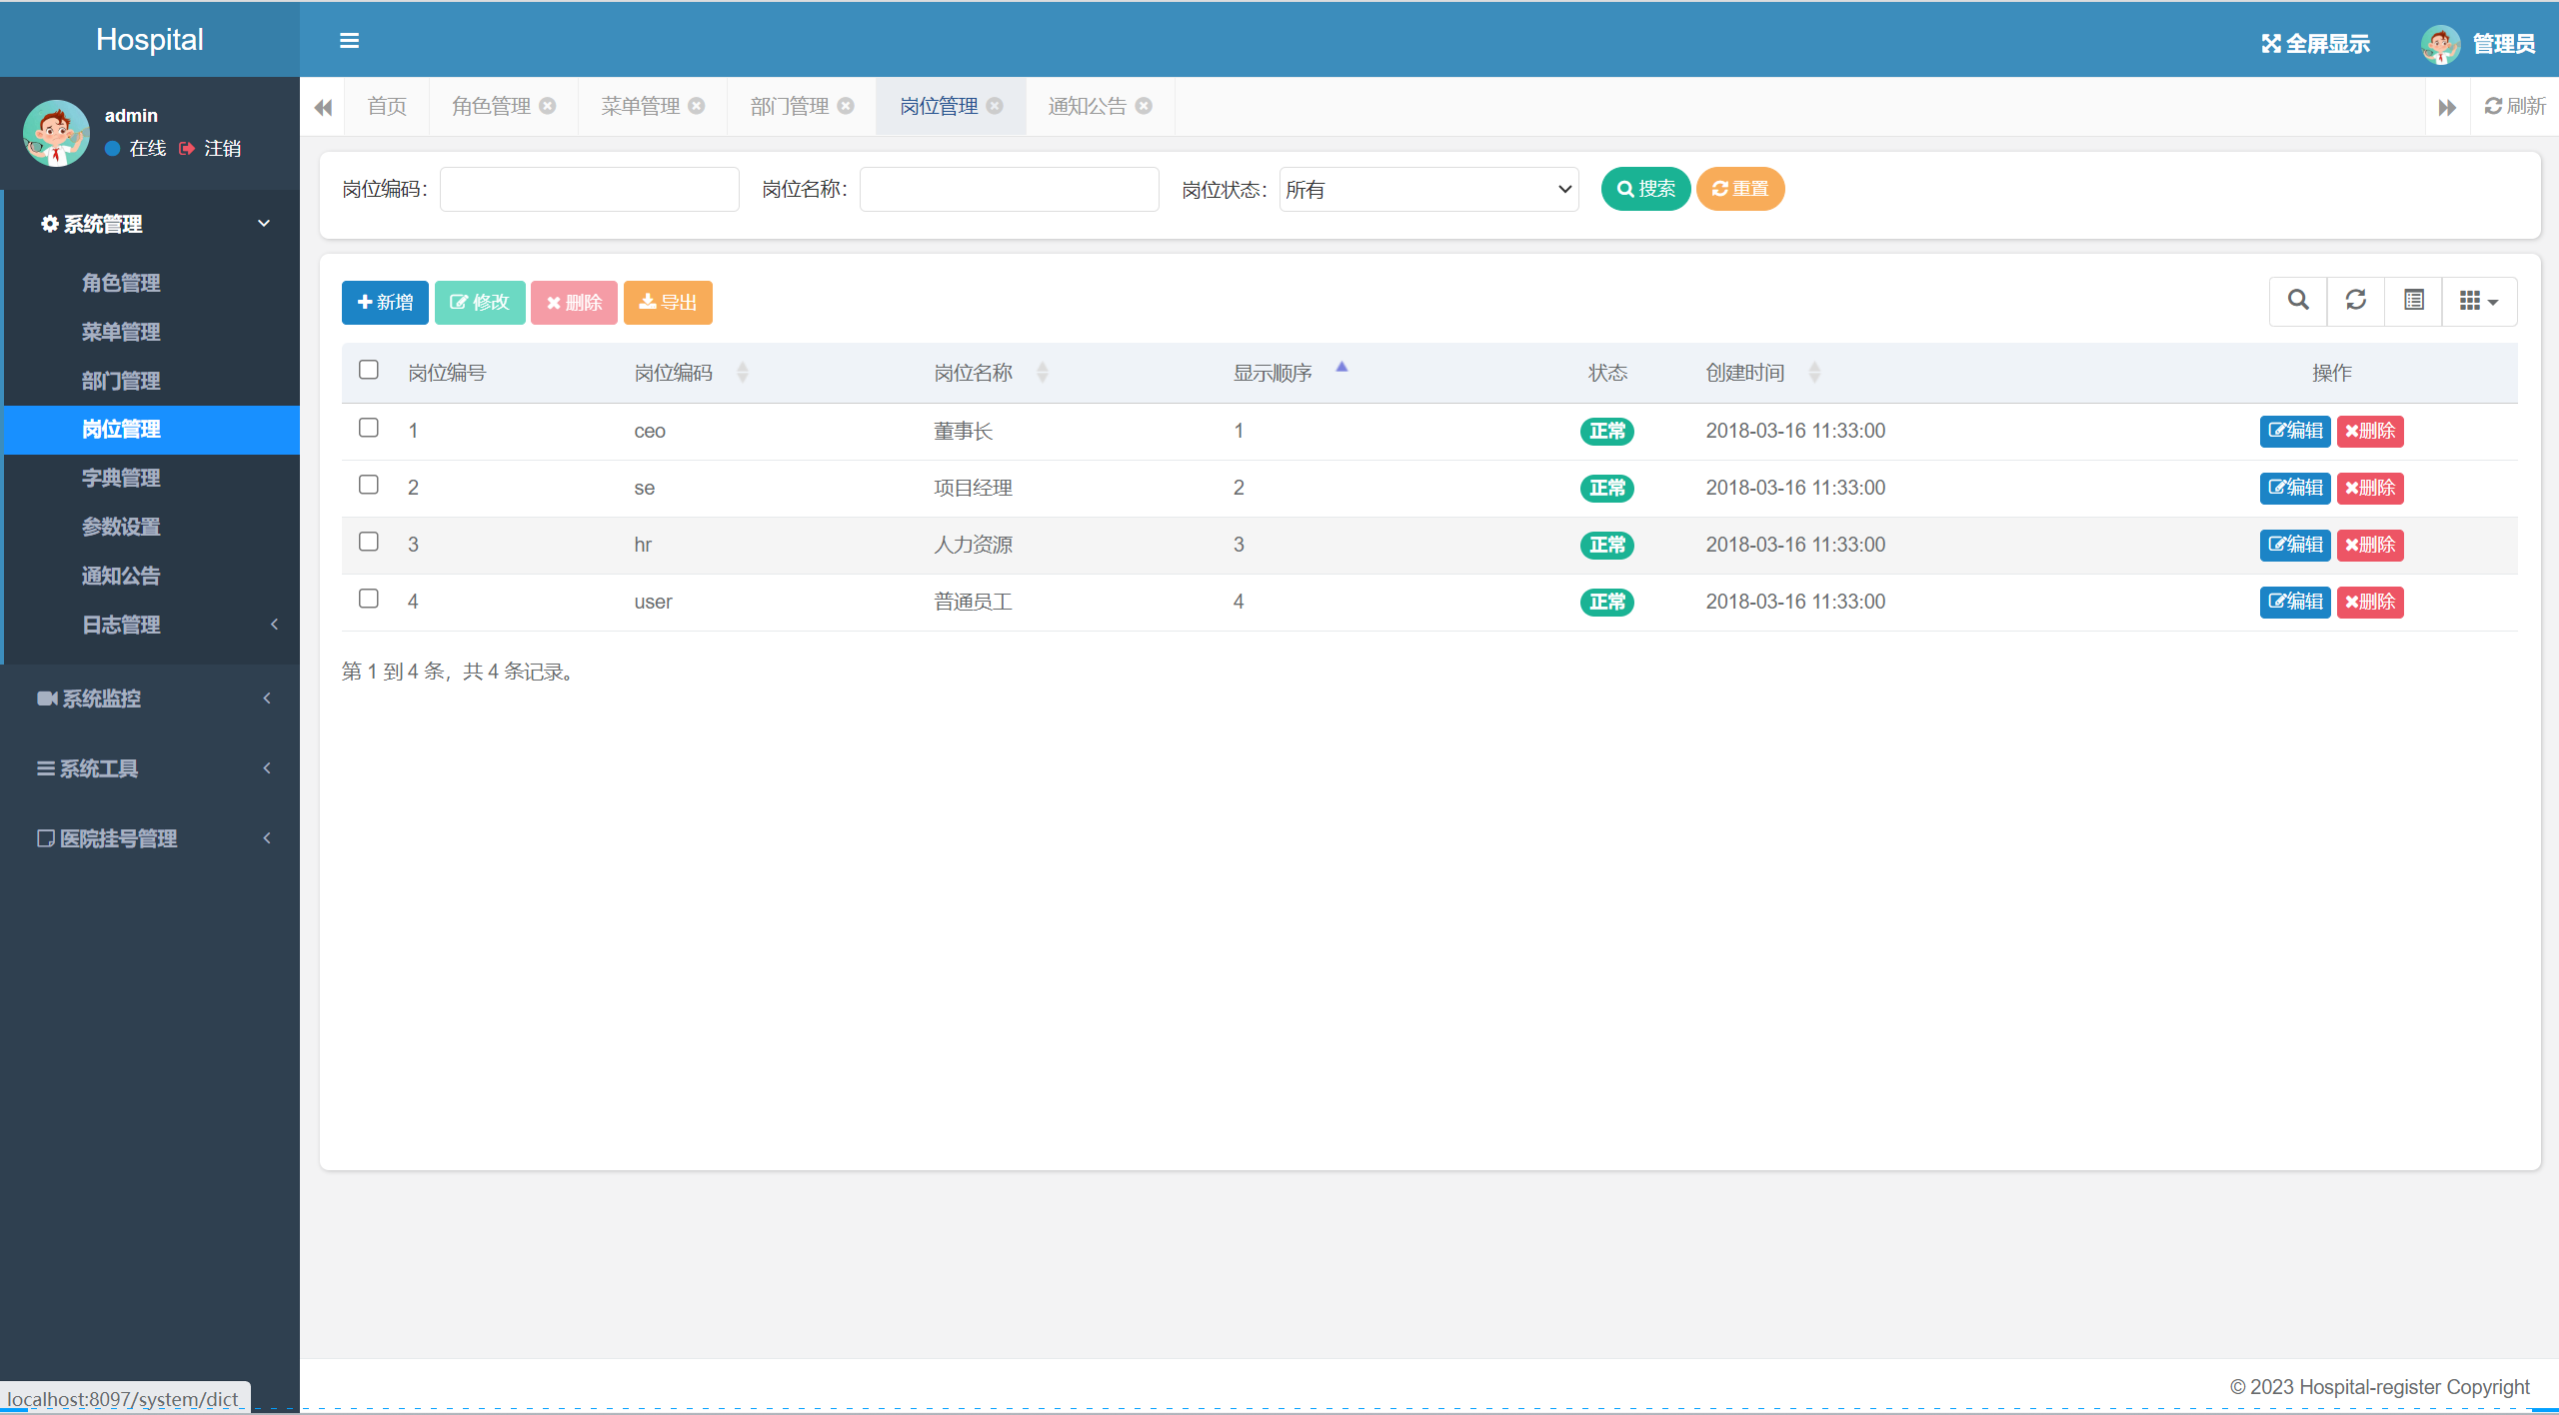 Hospital
全屏显示 管理员
admin
在线 注销
首页 角色管理 菜单管理 部门管理 岗位管理 通知公告 刷新
系统管理
角色管理
菜单管理
部门管理
岗位管理
字典管理
参数设置
通知公告
日志管理
系统监控
系统工具
医院挂号管理
岗位编码： 岗位名称： 岗位状态： 所有 搜索 重置
新增 修改 删除 导出
岗位编号 岗位编码 岗位名称 显示顺序 状态 创建时间 操作
1 ceo 董事长 1 正常 2018-03-16 11:33:00 编辑 删除
2 se 项目经理 2 正常 2018-03-16 11:33:00 编辑 删除
3 hr 人力资源 3 正常 2018-03-16 11:33:00 编辑 删除
4 user 普通员工 4 正常 2018-03-16 11:33:00 编辑 删除
第 1 到 4 条，共 4 条记录。
© 2023 Hospital-register Copyright
localhost:8097/system/dict